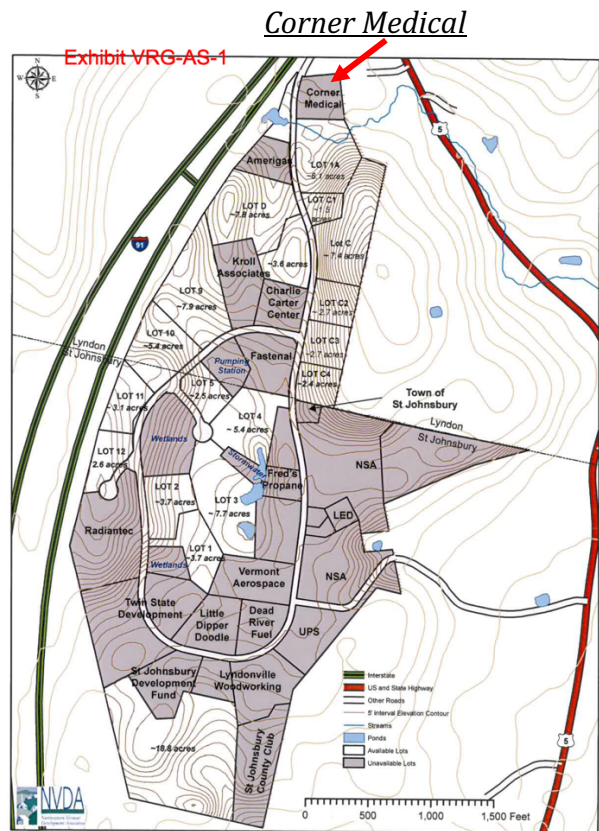 Corner Medical
Exhibit VRG-AS-1
N
W
E
S
Corner
Medical
5
Amerigas
LOT 1A
~6.1 acres
LOT D
~7.8 acres
LOT C1
~1.5
acres
91
Lot C
~ 7.4 acres
Kroll
Associates
~3.6 acres
LOT 9
~7.9 acres
Charlie
Carter
Center
LOT C2
~ 2.7 acres
LOT 10
~5.4 acres
Lyndon
St Johnsbury
Fastenal
LOT C3
~2.7 acres
Pumping
Station
LOT C4
~2.4 acres
LOT 5
~2.5 acres
Town of
St Johnsbury
LOT 11
~ 3.1 acres
LOT 4
~ 5.4 acres
Lyndon
St Johnsbury
Wetlands
LOT 12
2.6 acres
Stormwater
NSA
Fred's
Propane
LOT 2
~3.7 acres
LOT 3
~ 7.7 acres
LED
Radiantec
LOT 1
~3.7 acres
Wetlands
Vermont
Aerospace
NSA
Twin State
Development
Little
Dipper
Doodle
Dead
River
Fuel
UPS
St Johnsbury
Development
Fund
Lyndonville
Woodworking
~18.8 acres
St Johnsbury
County Club
Interstate
US and State Highway
Other Roads
5' Interval Elevation Contour
Streams
Ponds
Available Lots
Unavailable Lots
5
0 500 1,000 1,500 Feet
NVDA